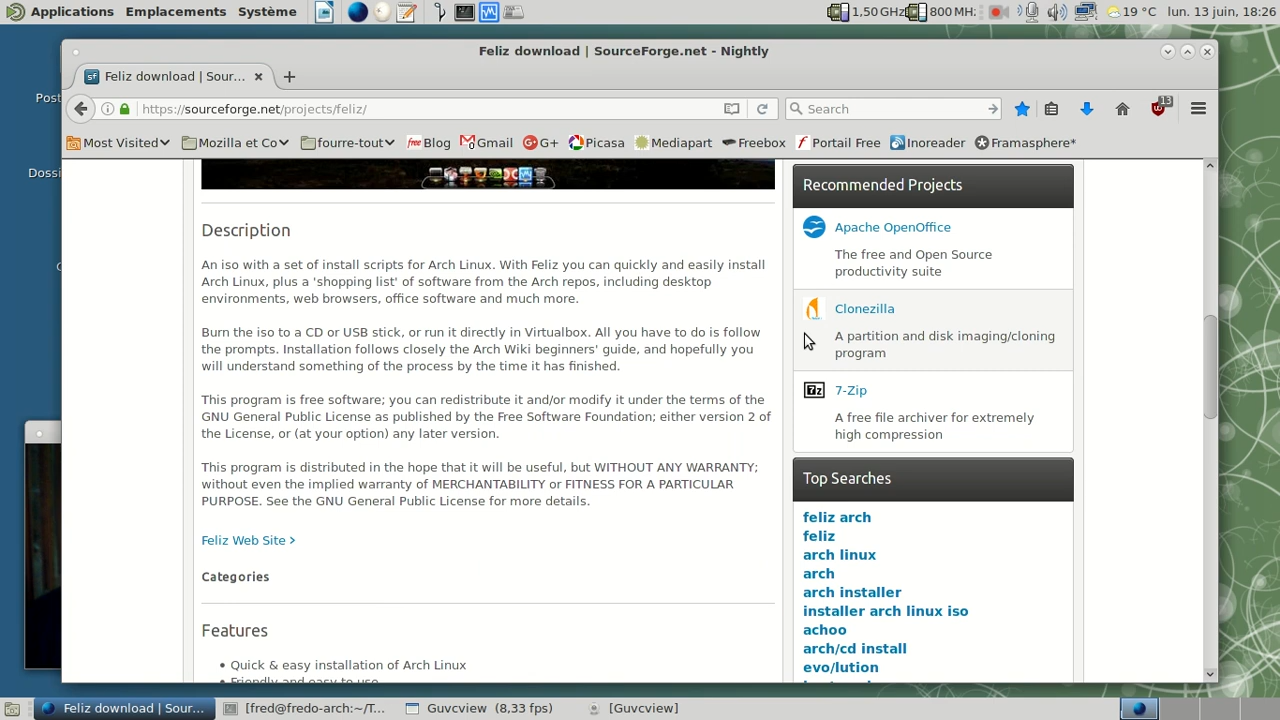 Applications Emplacements Système
1,50 GHz 800 MHz 19 °C lun. 13 juin, 18:26
Feliz download | SourceForge.net - Nightly
Feliz download | Sour...
https://sourceforge.net/projects/feliz/
Search
13
Most Visited Mozilla et Co fourre-tout free Blog Gmail G+ Picasa Mediapart Freebox Portail Free Inoreader Framasphere*
Description
An iso with a set of install scripts for Arch Linux. With Feliz you can quickly and easily install
Arch Linux, plus a 'shopping list' of software from the Arch repos, including desktop
environments, web browsers, office software and much more.
Burn the iso to a CD or USB stick, or run it directly in Virtualbox. All you have to do is follow
the prompts. Installation follows closely the Arch Wiki beginners' guide, and hopefully you
will understand something of the process by the time it has finished.
This program is free software; you can redistribute it and/or modify it under the terms of the
GNU General Public License as published by the Free Software Foundation; either version 2 of
the License, or (at your option) any later version.
This program is distributed in the hope that it will be useful, but WITHOUT ANY WARRANTY;
without even the implied warranty of MERCHANTABILITY or FITNESS FOR A PARTICULAR
PURPOSE. See the GNU General Public License for more details.
Feliz Web Site >
Categories
Features
• Quick & easy installation of Arch Linux
• Friendly and easy to use
Recommended Projects
Apache OpenOffice
The free and Open Source
productivity suite
Clonezilla
A partition and disk imaging/cloning
program
7z 7-Zip
A free file archiver for extremely
high compression
Top Searches
feliz arch
feliz
arch linux
arch
arch installer
installer arch linux iso
achoo
arch/cd install
evo/lution
Post
Dossi
Feliz download | Sour... [fred@fredo-arch:~/T... Guvcview (8,33 fps) [Guvcview]